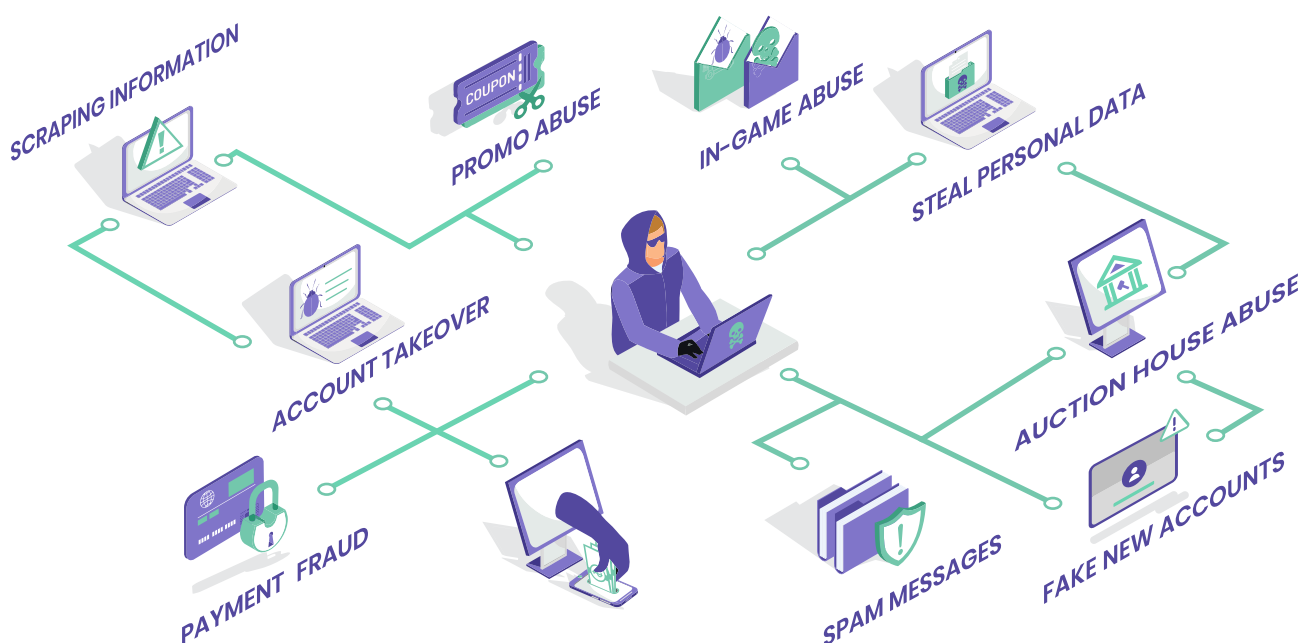 SCRAPING INFORMATION
COUPON
PROMO ABUSE
IN-GAME ABUSE
STEAL PERSONAL DATA
ACCOUNT TAKEOVER
AUCTION HOUSE ABUSE
PAYMENT FRAUD
SPAM MESSAGES
FAKE NEW ACCOUNTS